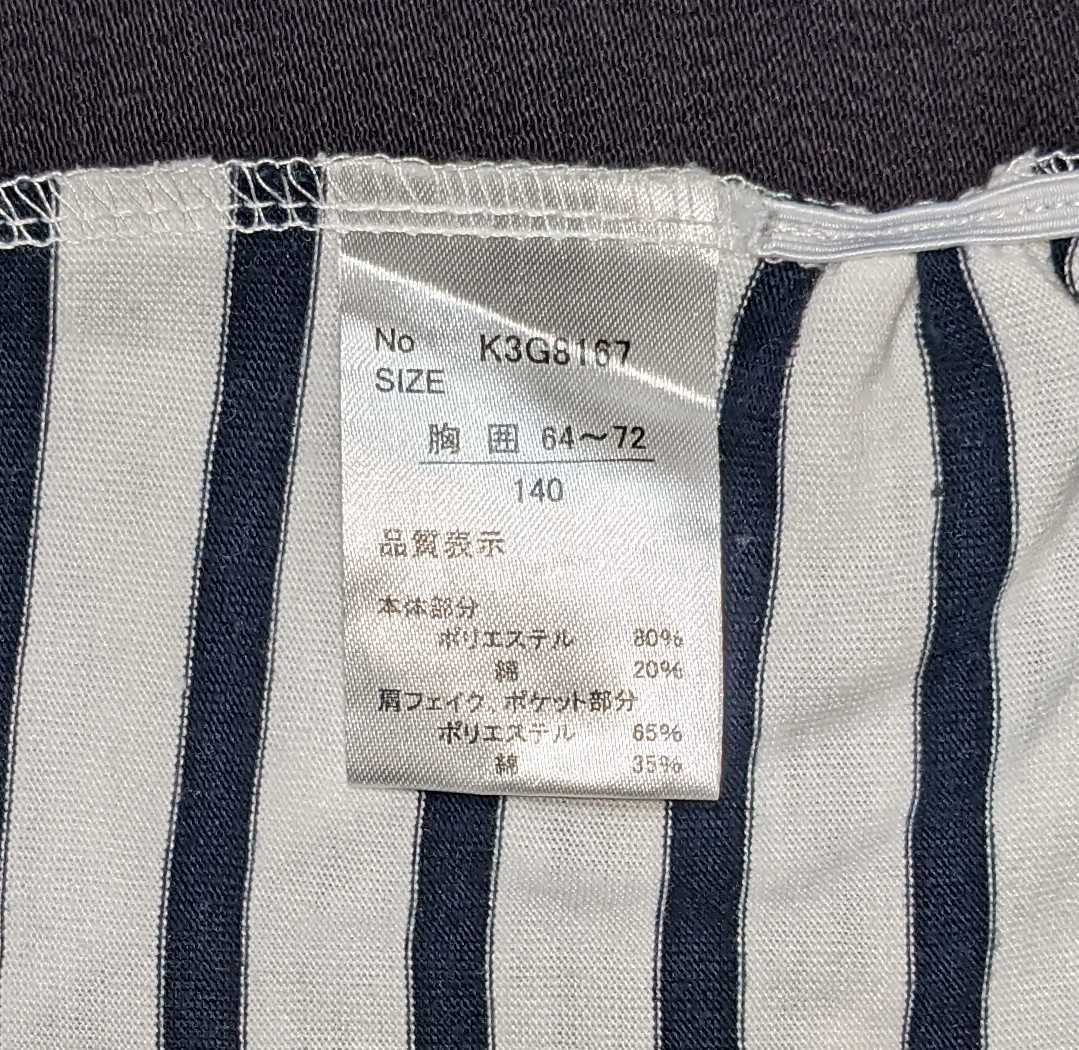 No K3G8167
SIZE
胸 囲 64～72
140
品質表示
本体部分
ポリエステル 80%
綿 20%
肩フェイク、ポケット部分
ポリエステル 65%
綿 35%